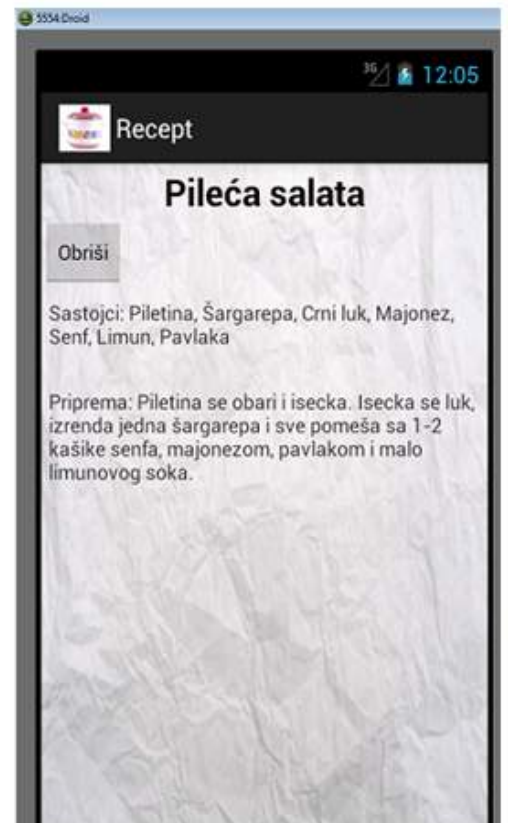 5554:Droid
3G 12:05
Recept
Pileća salata
Obriši
Sastojci: Piletina, Šargarepa, Crni luk, Majonez,
Senf, Limun, Pavlaka
Priprema: Piletina se obari i isecka. Isecka se luk,
izrenda jedna šargarepa i sve pomeša sa 1-2
kašike senfa, majonezom, pavlakom i malo
limunovog soka.